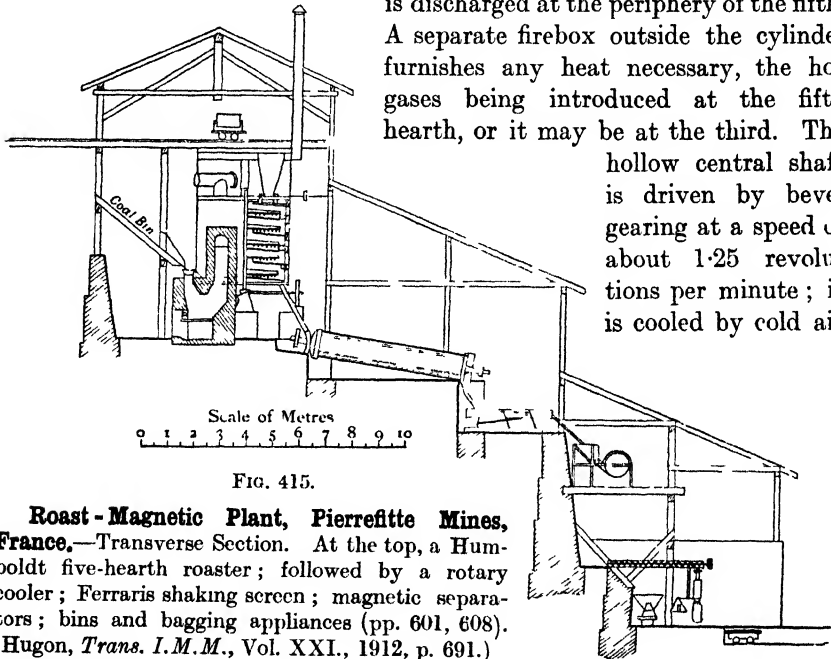 is discharged at the periphery of the fifth
A separate firebox outside the cylinde
furnishes any heat necessary, the ho
gases being introduced at the fift
hearth, or it may be at the third. Th
hollow central shaf
is driven by beve
gearing at a speed
about 1·25 revolu
tions per minute ; i
is cooled by cold ai
Coal Bin
Scale of Metres
0 1 2 3 4 5 6 7 8 9 10
FIG. 415.
Roast-Magnetic Plant, Pierrefitte Mines,
France.—Transverse Section. At the top, a Hum-
boldt five-hearth roaster ; followed by a rotary
cooler ; Ferraris shaking screen ; magnetic separa-
tors ; bins and bagging appliances (pp. 601, 608).
Hugon, Trans. I.M.M., Vol. XXI., 1912, p. 691.)